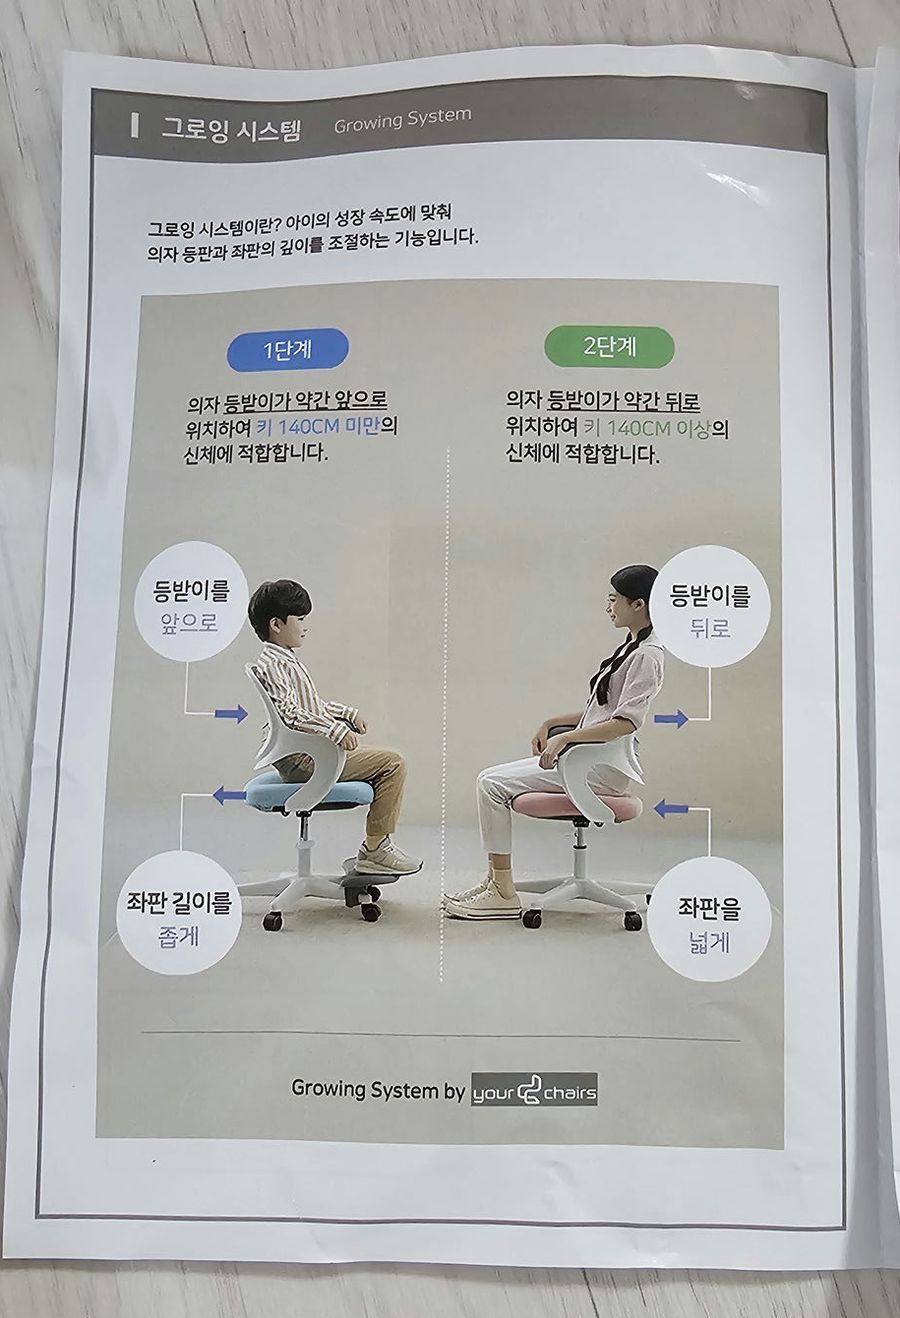 그로잉 시스템 Growing System
그로잉 시스템이란? 아이의 성장 속도에 맞춰
의자 등판과 좌판의 깊이를 조절하는 기능입니다.
1단계
의자 등받이가 약간 앞으로
위치하여 키 140CM 미만의
신체에 적합합니다.
2단계
의자 등받이가 약간 뒤로
위치하여 키 140CM 이상의
신체에 적합합니다.
등받이를
앞으로
등받이를
뒤로
좌판 길이를
좁게
좌판을
넓게
Growing System by your chairs